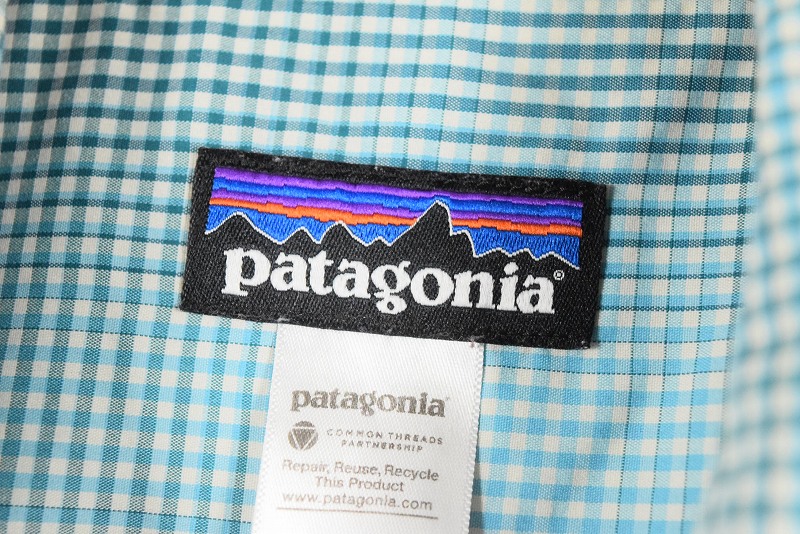 patagonia®
patagonia®
COMMON THREADS
PARTNERSHIP
Repair, Reuse, Recycle
This Product
www.patagonia.com